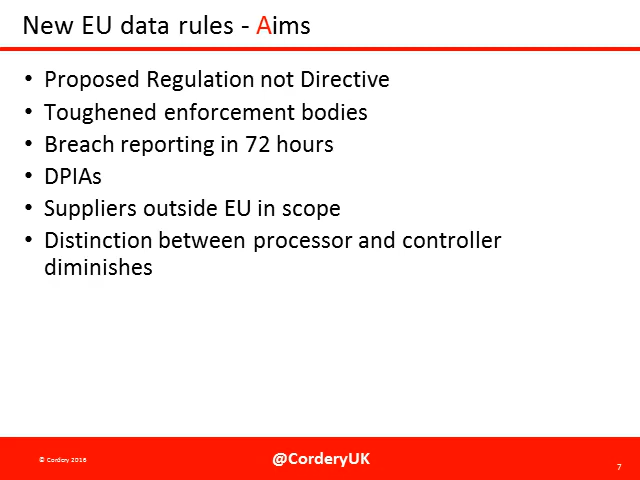 New EU data rules - Aims
• Proposed Regulation not Directive
• Toughened enforcement bodies
• Breach reporting in 72 hours
• DPIAs
• Suppliers outside EU in scope
• Distinction between processor and controller
diminishes
© Cordery 2016
@CorderyUK
7